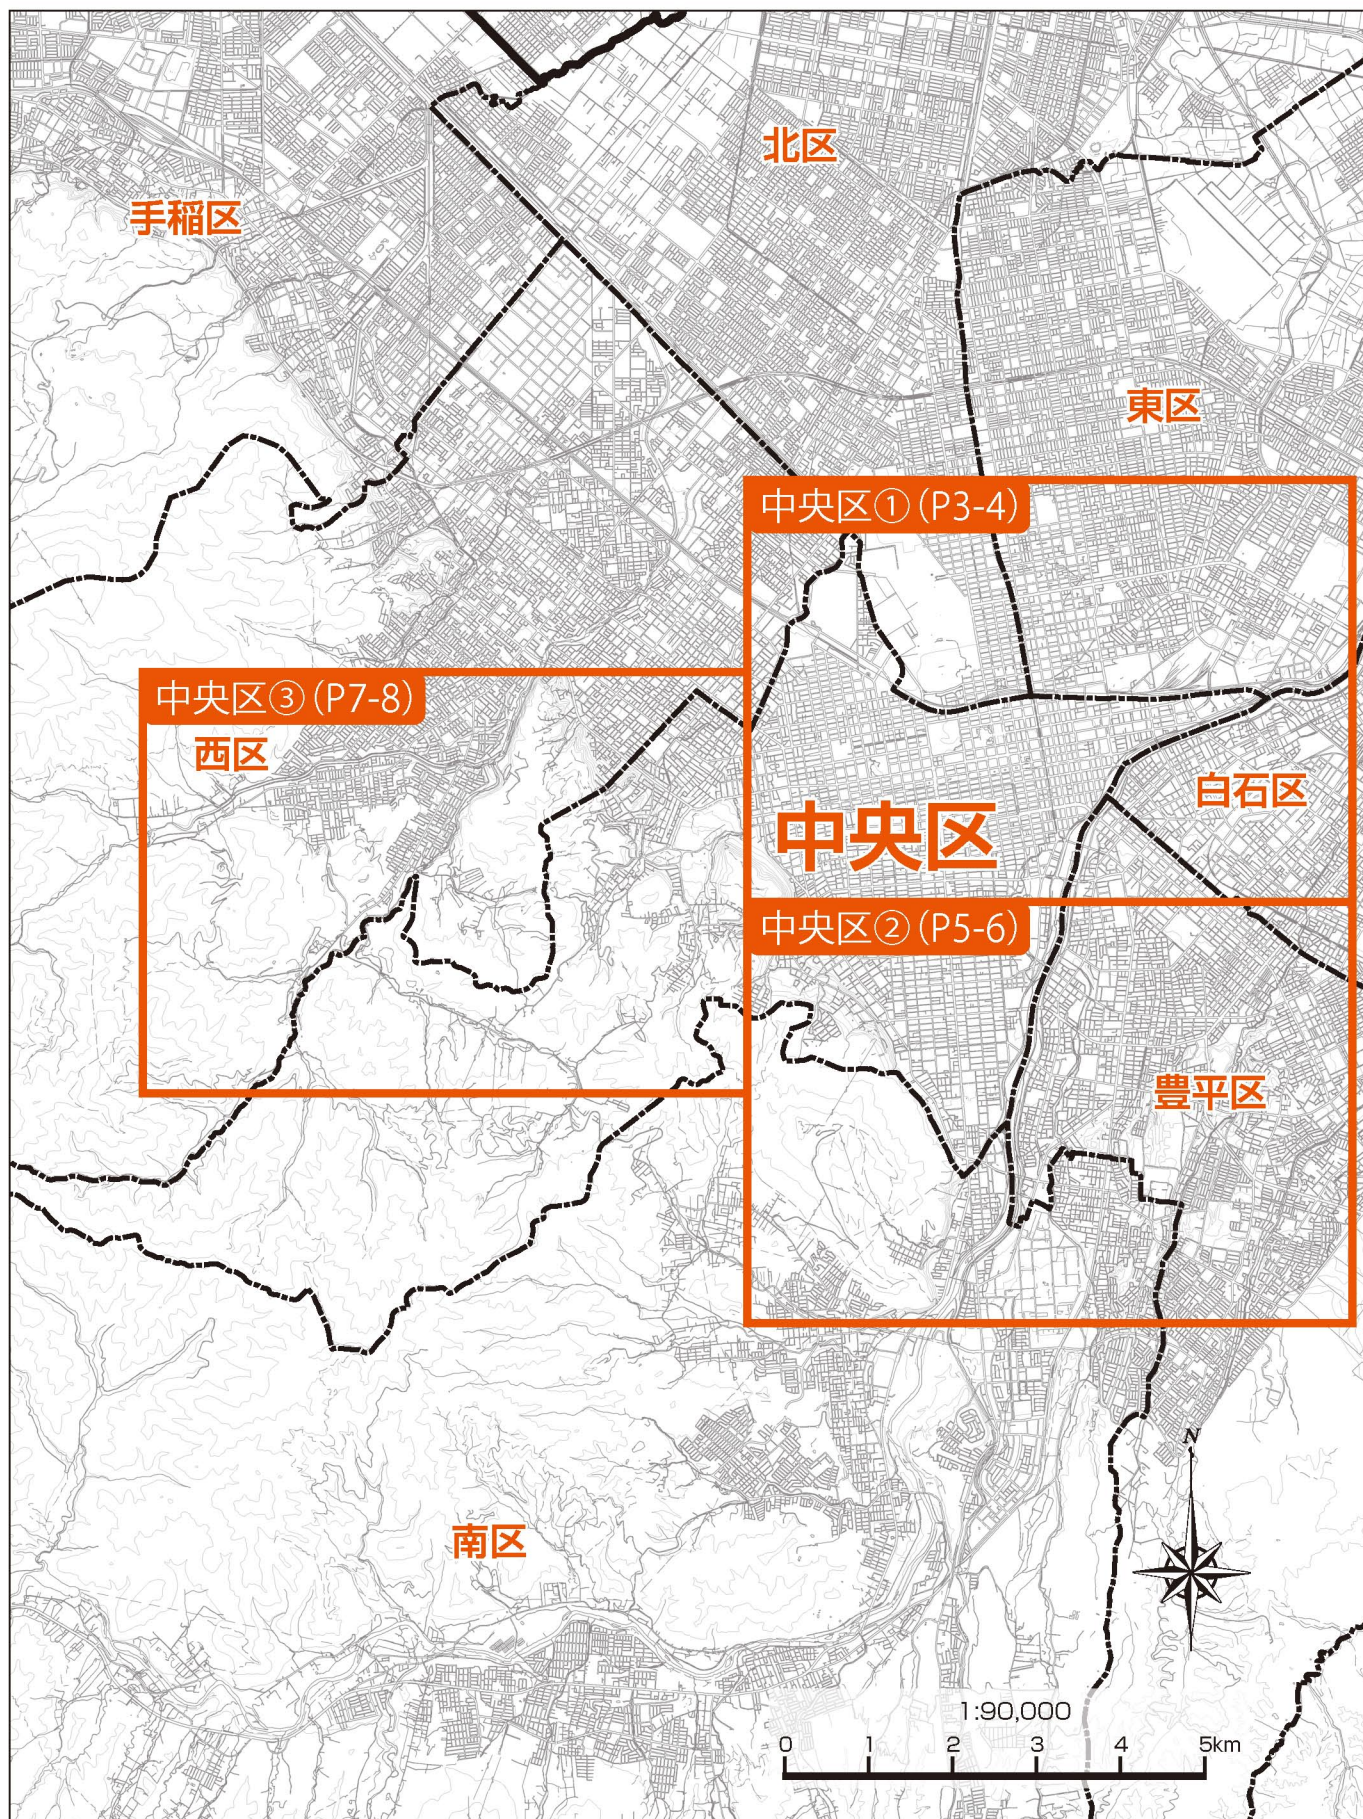 北区
手稲区
東区
中央区①(P3-4)
中央区③(P7-8)
西区
白石区
中央区
中央区②(P5-6)
豊平区
N
南区
1:90,000
0 1 2 3 4 5km